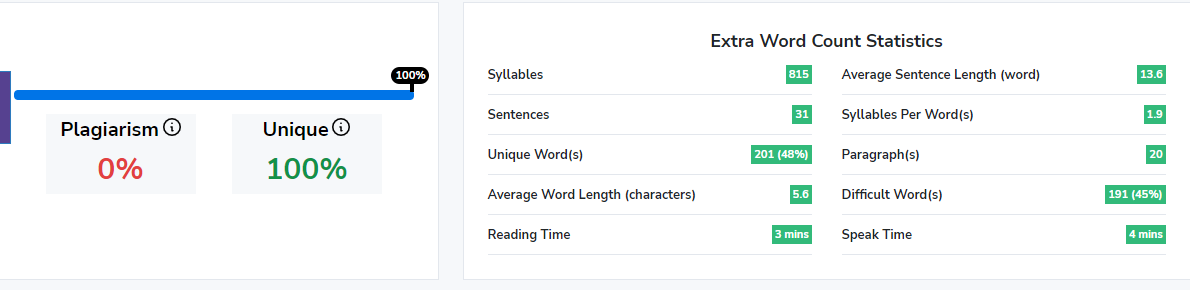 100%
Plagiarism
0%
Unique
100%
Extra Word Count Statistics
Syllables 815
Average Sentence Length (word) 13.6
Sentences 31
Syllables Per Word(s) 1.9
Unique Word(s) 201 (48%)
Paragraph(s) 20
Average Word Length (characters) 5.6
Difficult Word(s) 191 (45%)
Reading Time 3 mins
Speak Time 4 mins